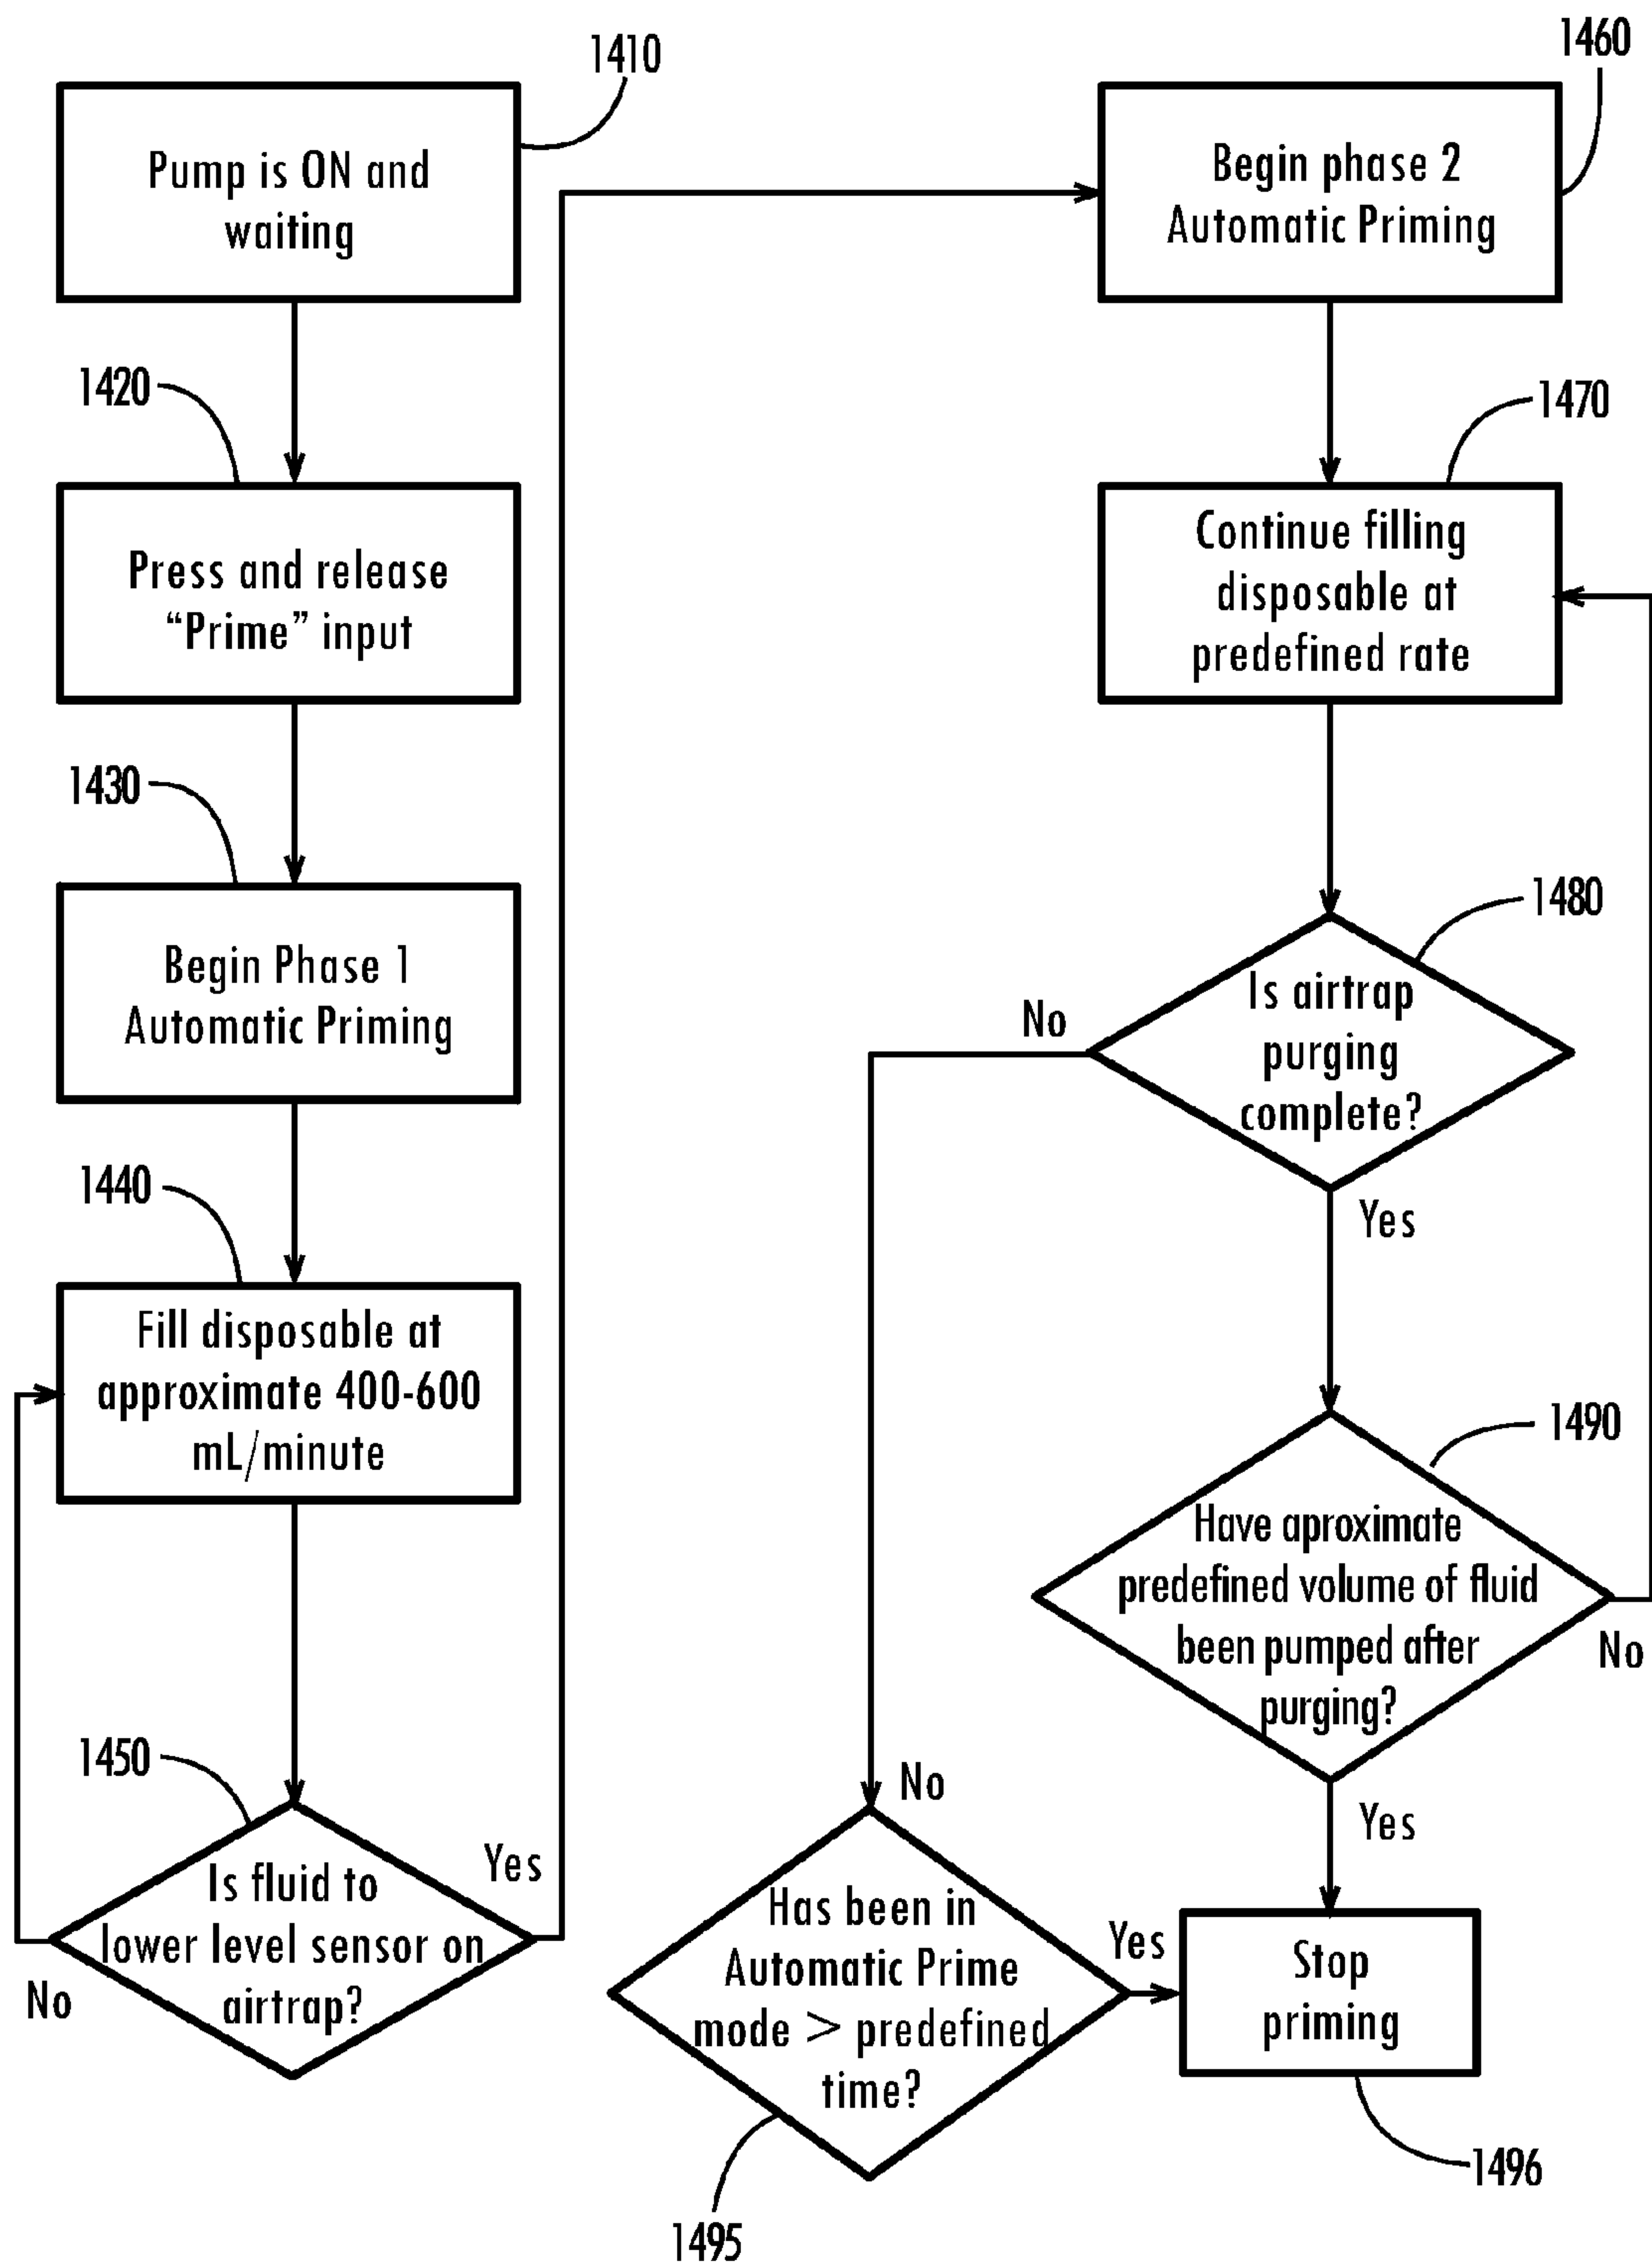 1410
Pump is ON and
waiting
1420
Press and release
“Prime” input
1430
Begin Phase 1
Automatic Priming
1440
Fill disposable at
approximate 400-600
mL/minute
1450
Is fluid to
lower level sensor on
airtrap?
Yes
No
1460
Begin phase 2
Automatic Priming
1470
Continue filling
disposable at
predefined rate
1480
Is airtrap
purging
complete?
No
Yes
1490
Have aproximate
predefined volume of fluid
been pumped after
purging?
No
Yes
No
Has been in
Automatic Prime
mode > predefined
time?
Yes
1495
Stop
priming
1496